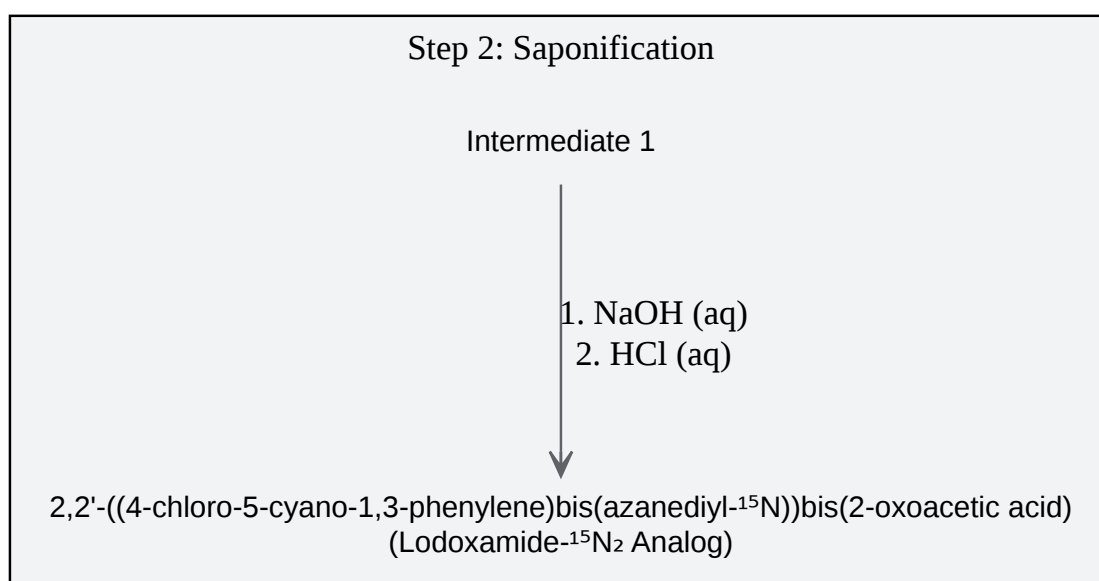 Step 2: Saponification
Intermediate 1
1. NaOH (aq)
2. HCl (aq)
2,2'-((4-chloro-5-cyano-1,3-phenylene)bis(azanediyl-¹⁵N))bis(2-oxoacetic acid)
(Lodoxamide-¹⁵N₂ Analog)